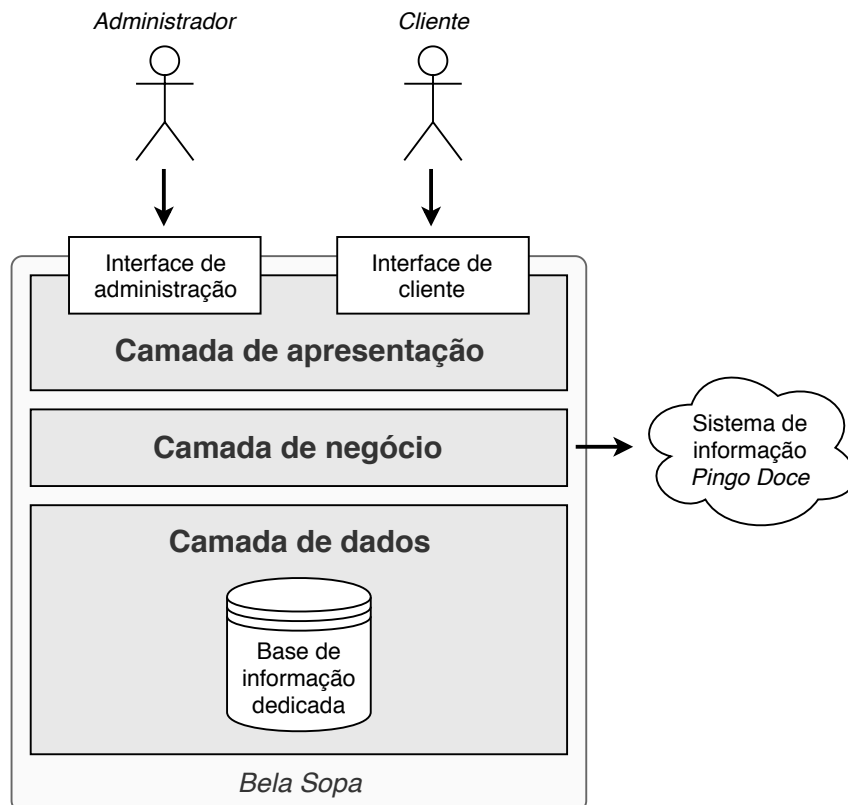 Administrador
Cliente
Interface de
administração
Interface de
cliente
Camada de apresentação
Camada de negócio
Sistema de
informação
Pingo Doce
Camada de dados
Base de
informação
dedicada
Bela Sopa